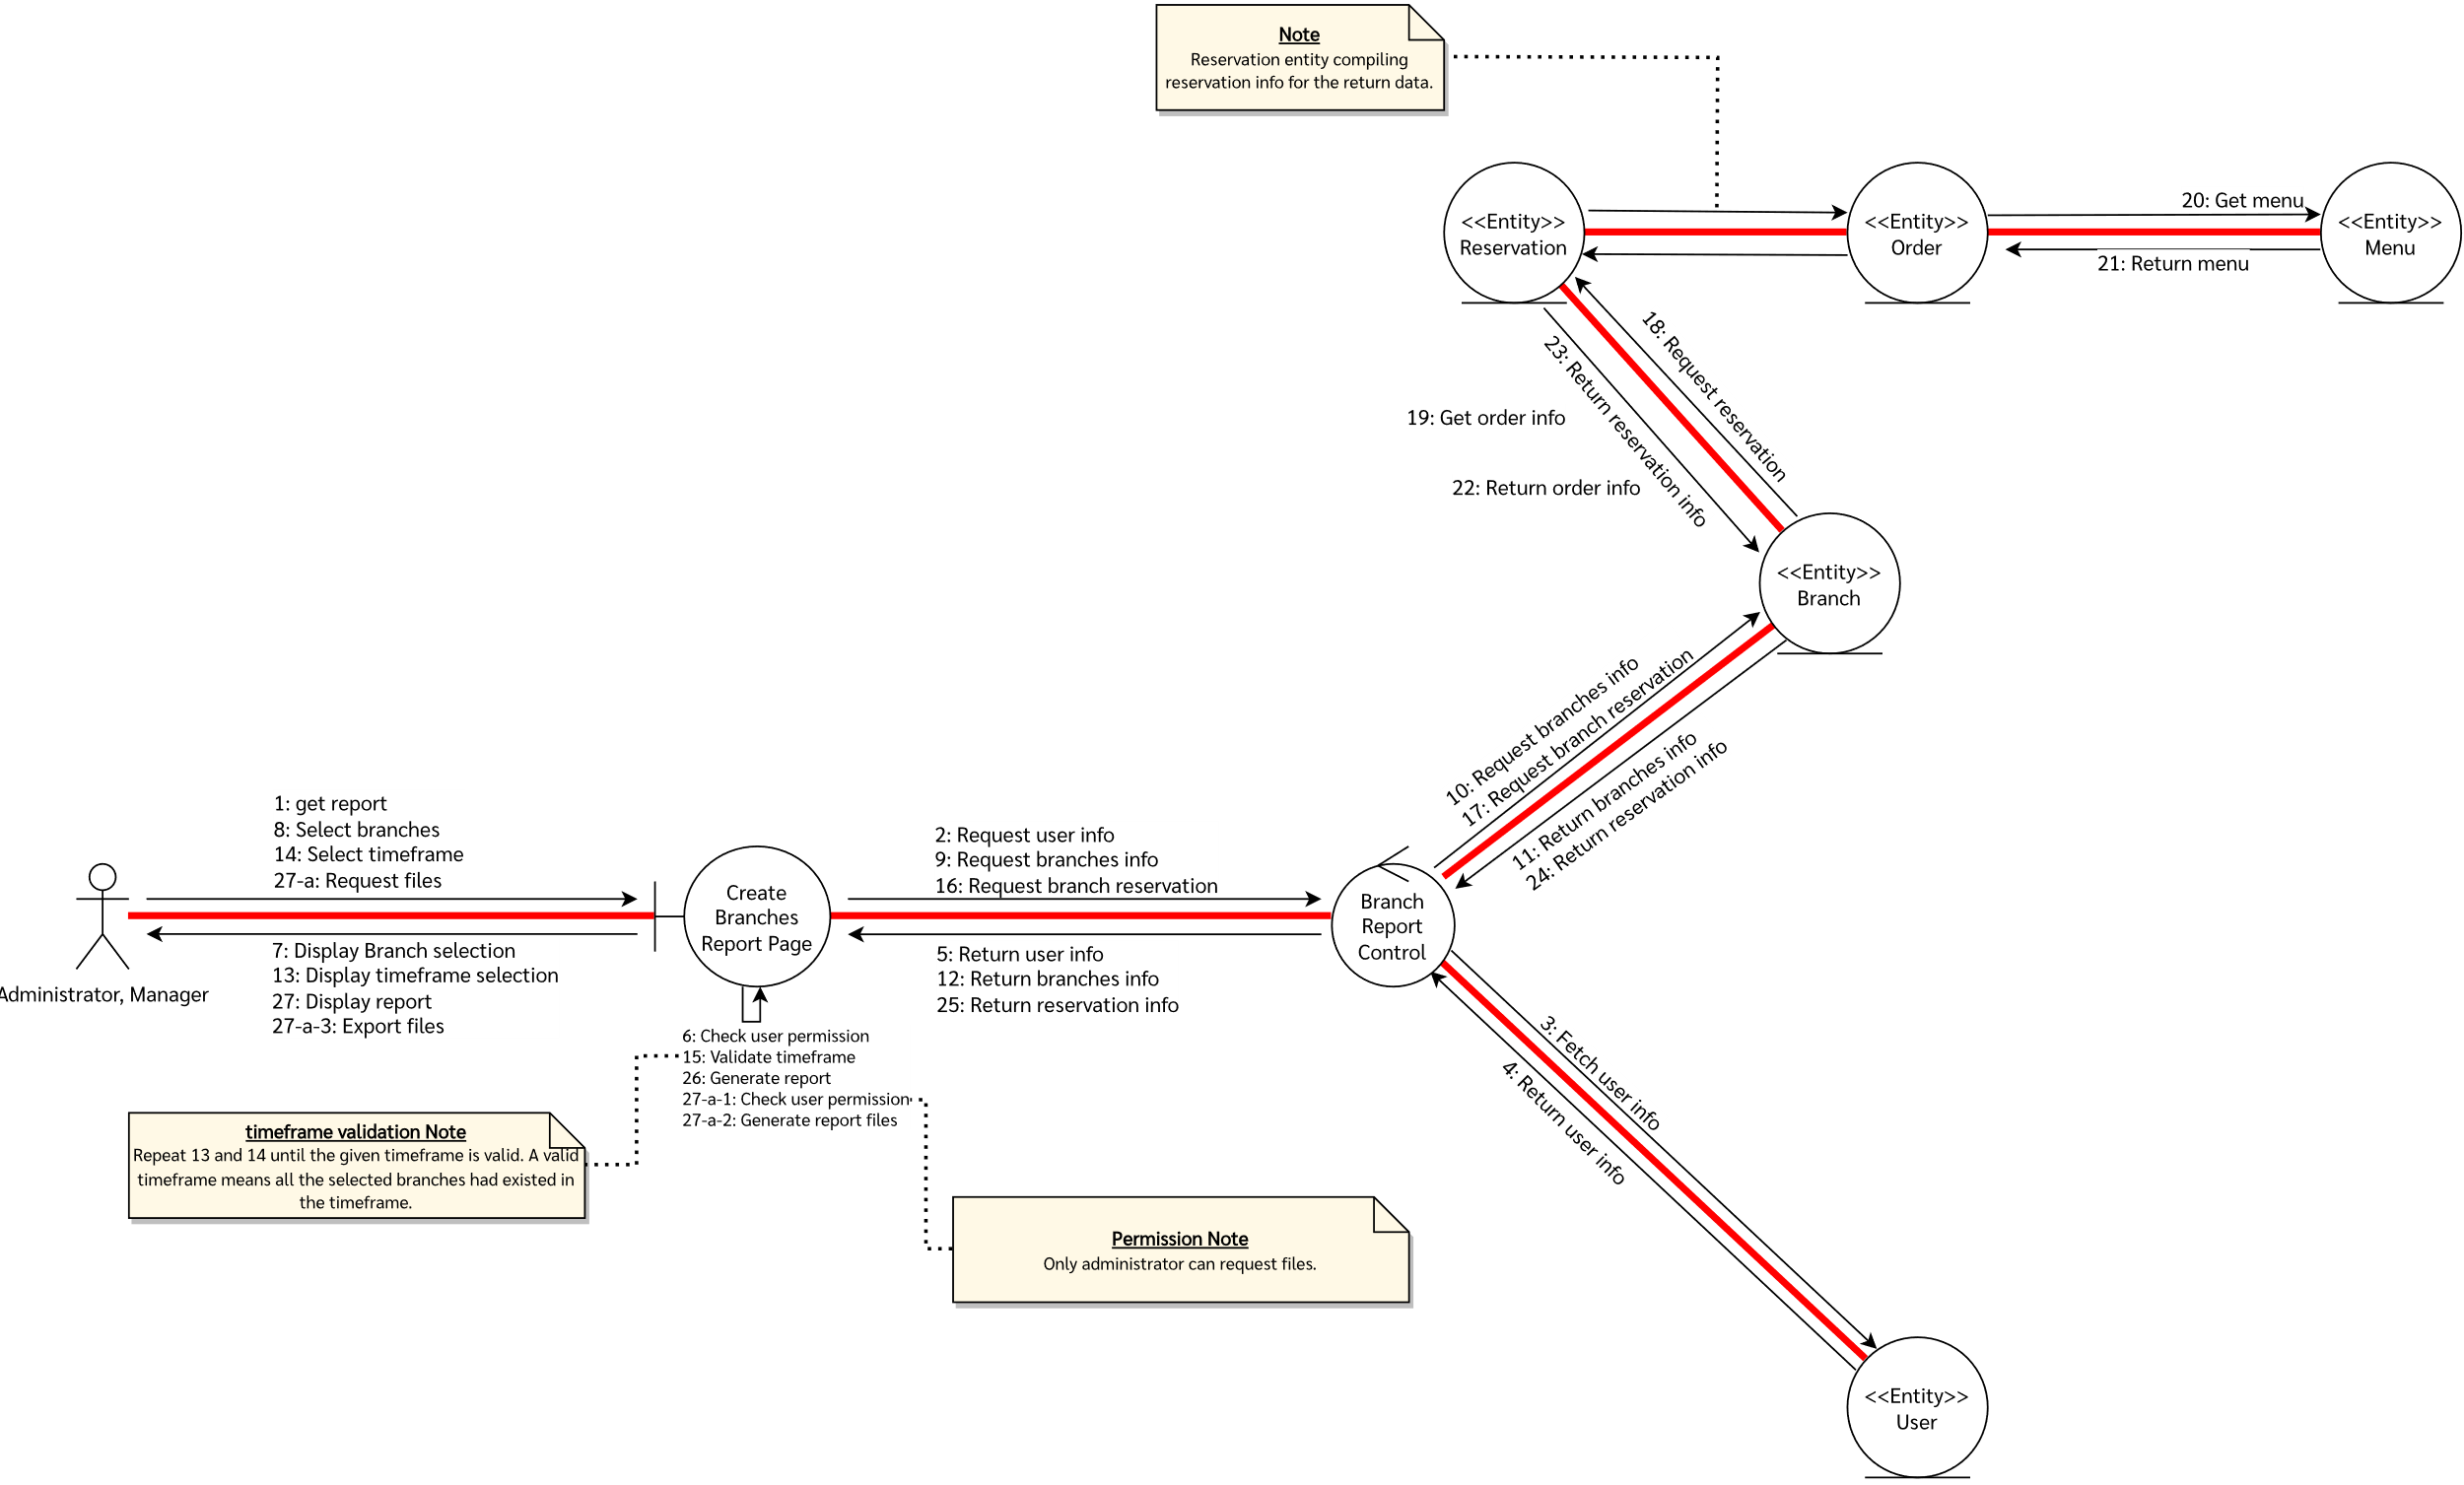 Note
Reservation entity compiling
reservation info for the return data.
<<Entity>>
Reservation
<<Entity>>
Order
20: Get menu
21: Return menu
<<Entity>>
Menu
18: Request reservation
23: Return reservation info
19: Get order info
22: Return order info
<<Entity>>
Branch
10: Request branches info
17: Request branch reservation
11: Return branches info
24: Return reservation info
1: get report
8: Select branches
14: Select timeframe
27-a: Request files
Administrator, Manager
7: Display Branch selection
13: Display timeframe selection
27: Display report
27-a-3: Export files
Create
Branches
Report Page
2: Request user info
9: Request branches info
16: Request branch reservation
5: Return user info
12: Return branches info
25: Return reservation info
Branch
Report
Control
6: Check user permission
15: Validate timeframe
26: Generate report
27-a-1: Check user permission
27-a-2: Generate report files
3: Fetch user info
4: Return user info
timeframe validation Note
Repeat 13 and 14 until the given timeframe is valid. A valid
timeframe means all the selected branches had existed in
the timeframe.
Permission Note
Only administrator can request files.
<<Entity>>
User